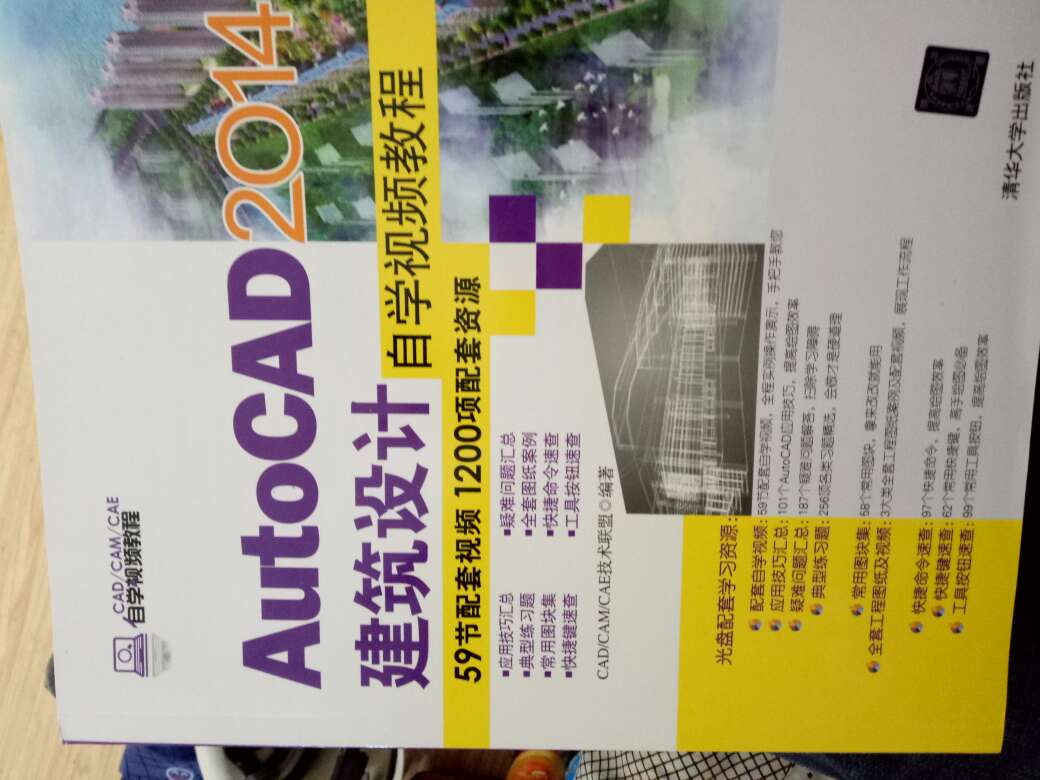 CAD/CAM/CAE
自学视频教程
AutoCAD 2014
建筑设计 自学视频教程
59节配套视频 1200项配套资源
▪应用技巧汇总 ▪疑难问题汇总
▪典型练习题 ▪全套图纸案例
▪常用图块集 ▪快捷命令速查
▪快捷键速查 ▪工具按钮速查
CAD/CAM/CAE技术联盟◎编著
光盘配套学习资源:
配套自学视频:59节配套自学视频,全程实例操作演示,手把手教您
应用技巧汇总:101个AutoCAD应用技巧,提高绘图效率
疑难问题汇总:187个疑难问题解答,扫除学习障碍
典型练习题:256页各类习题精选,会做才是硬道理
常用图块集:58个常用图块,拿来改改就能用
全套工程图纸及视频:3大类全套工程图纸案例及配套视频,展现工作流程
快捷命令速查:97个快捷命令,提高绘图效率
快捷键速查:62个常用快捷键,高手绘图必备
工具按钮速查:99个常用工具按钮,提高绘图效率
清华大学出版社